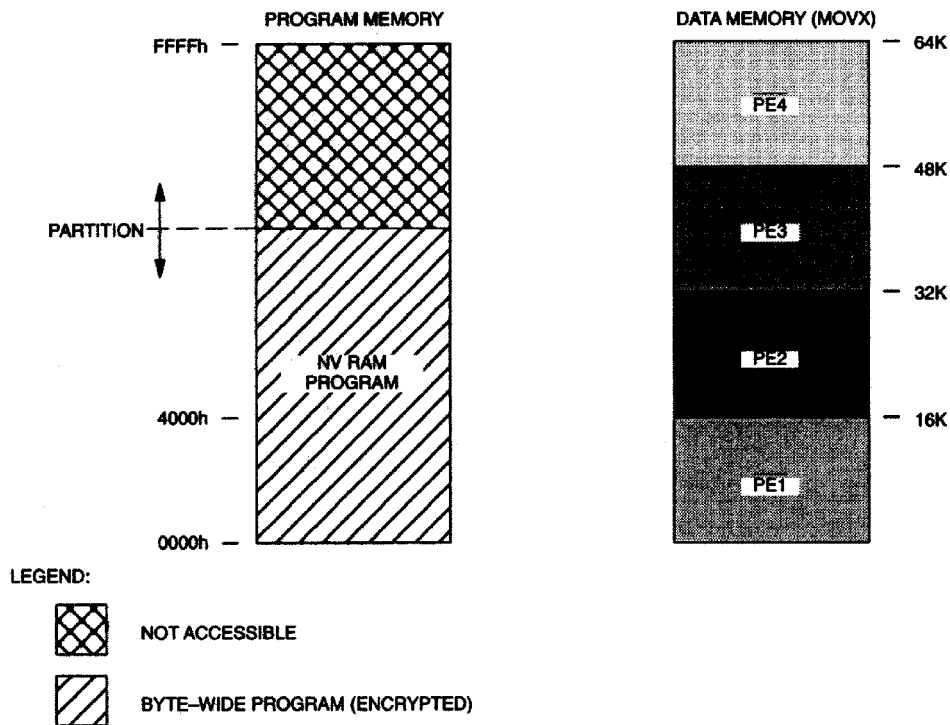 PROGRAM MEMORY
FFFFh
PARTITION
NV RAM
PROGRAM
4000h
0000h
DATA MEMORY (MOVX)
64K
PE4
48K
PE3
32K
PE2
16K
PE1
LEGEND:
NOT ACCESSIBLE
BYTE–WIDE PROGRAM (ENCRYPTED)